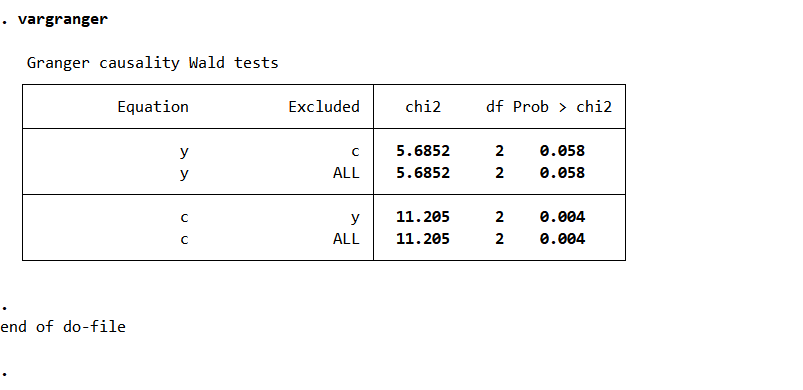 . vargranger
Granger causality Wald tests
Equation Excluded chi2 df Prob > chi2
y c 5.6852 2 0.058
y ALL 5.6852 2 0.058
c y 11.205 2 0.004
c ALL 11.205 2 0.004
.
end of do-file
.